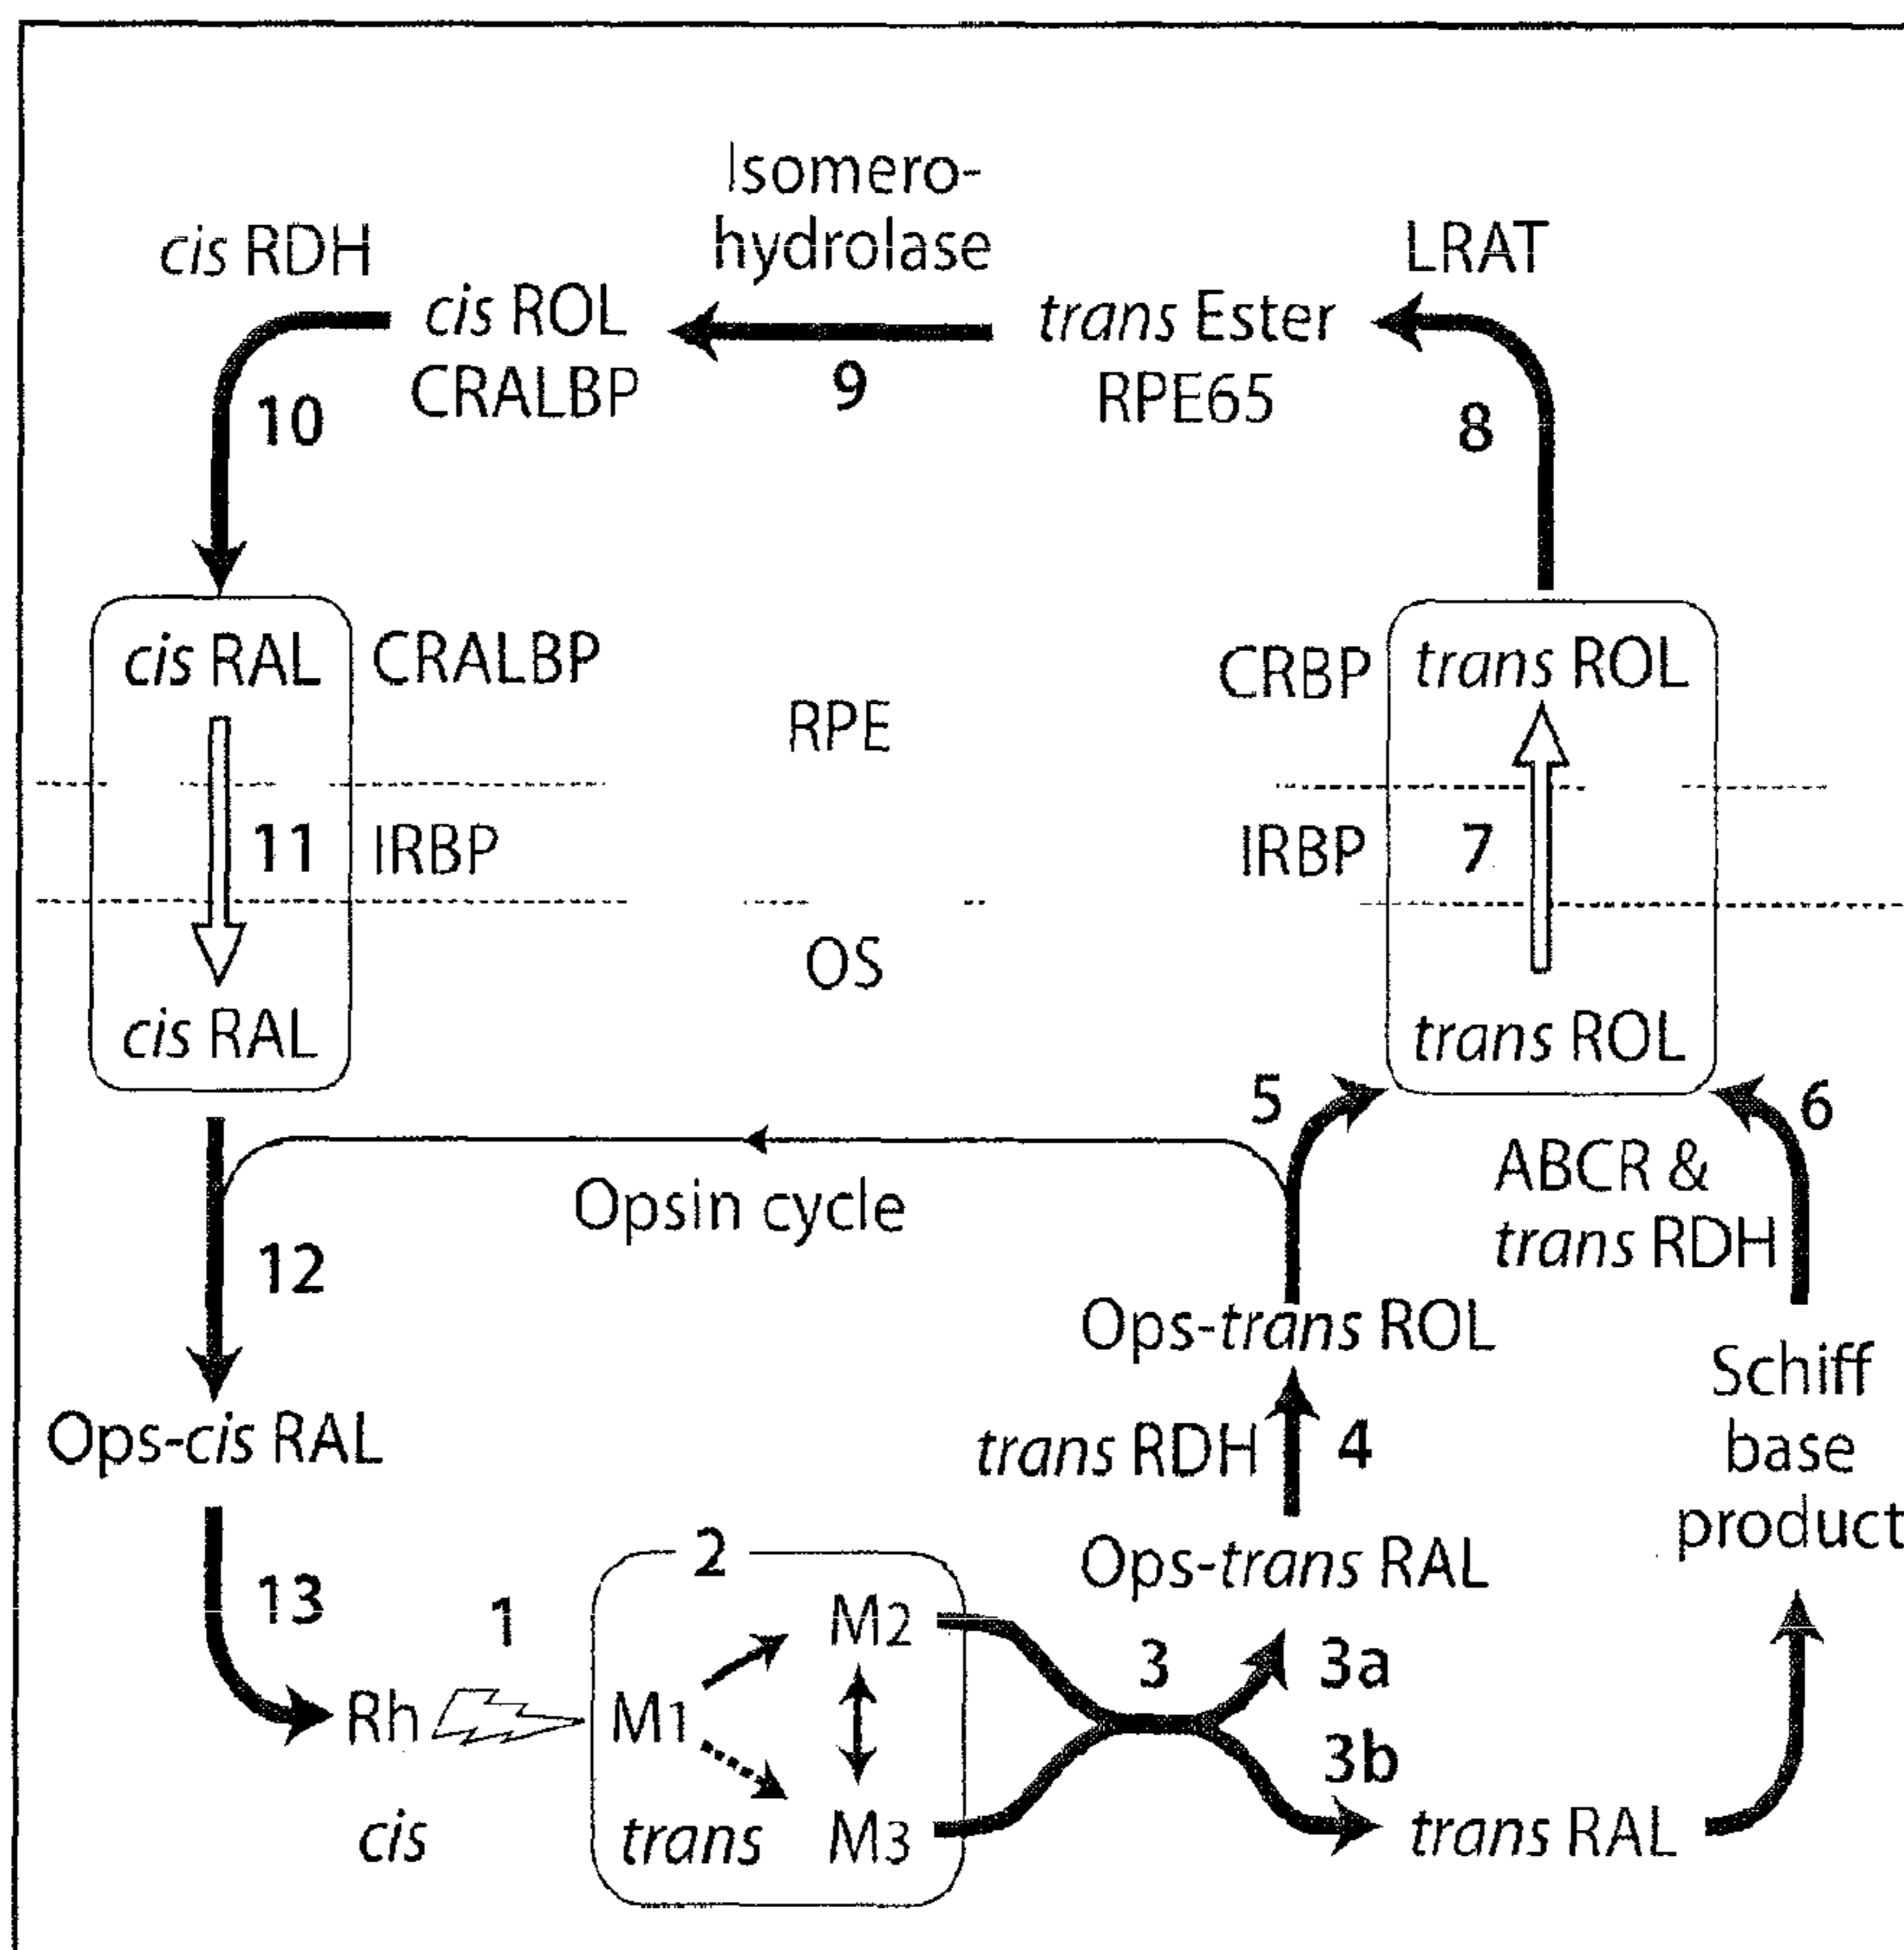 Isomero-
hydrolase
cis RDH
LRAT
cis ROL
CRALBP
trans Ester
RPE65
9
10
8
cis RAL
CRALBP
RPE
CRBP
trans ROL
11
IRBP
IRBP
7
OS
cis RAL
trans ROL
5
6
Opsin cycle
ABCR &
trans RDH
12
Ops-trans ROL
Schiff
base
product
Ops-cis RAL
trans RDH
4
Ops-trans RAL
13
1
2
M2
3
3a
Rh
M1
3b
cis
trans
M3
trans RAL